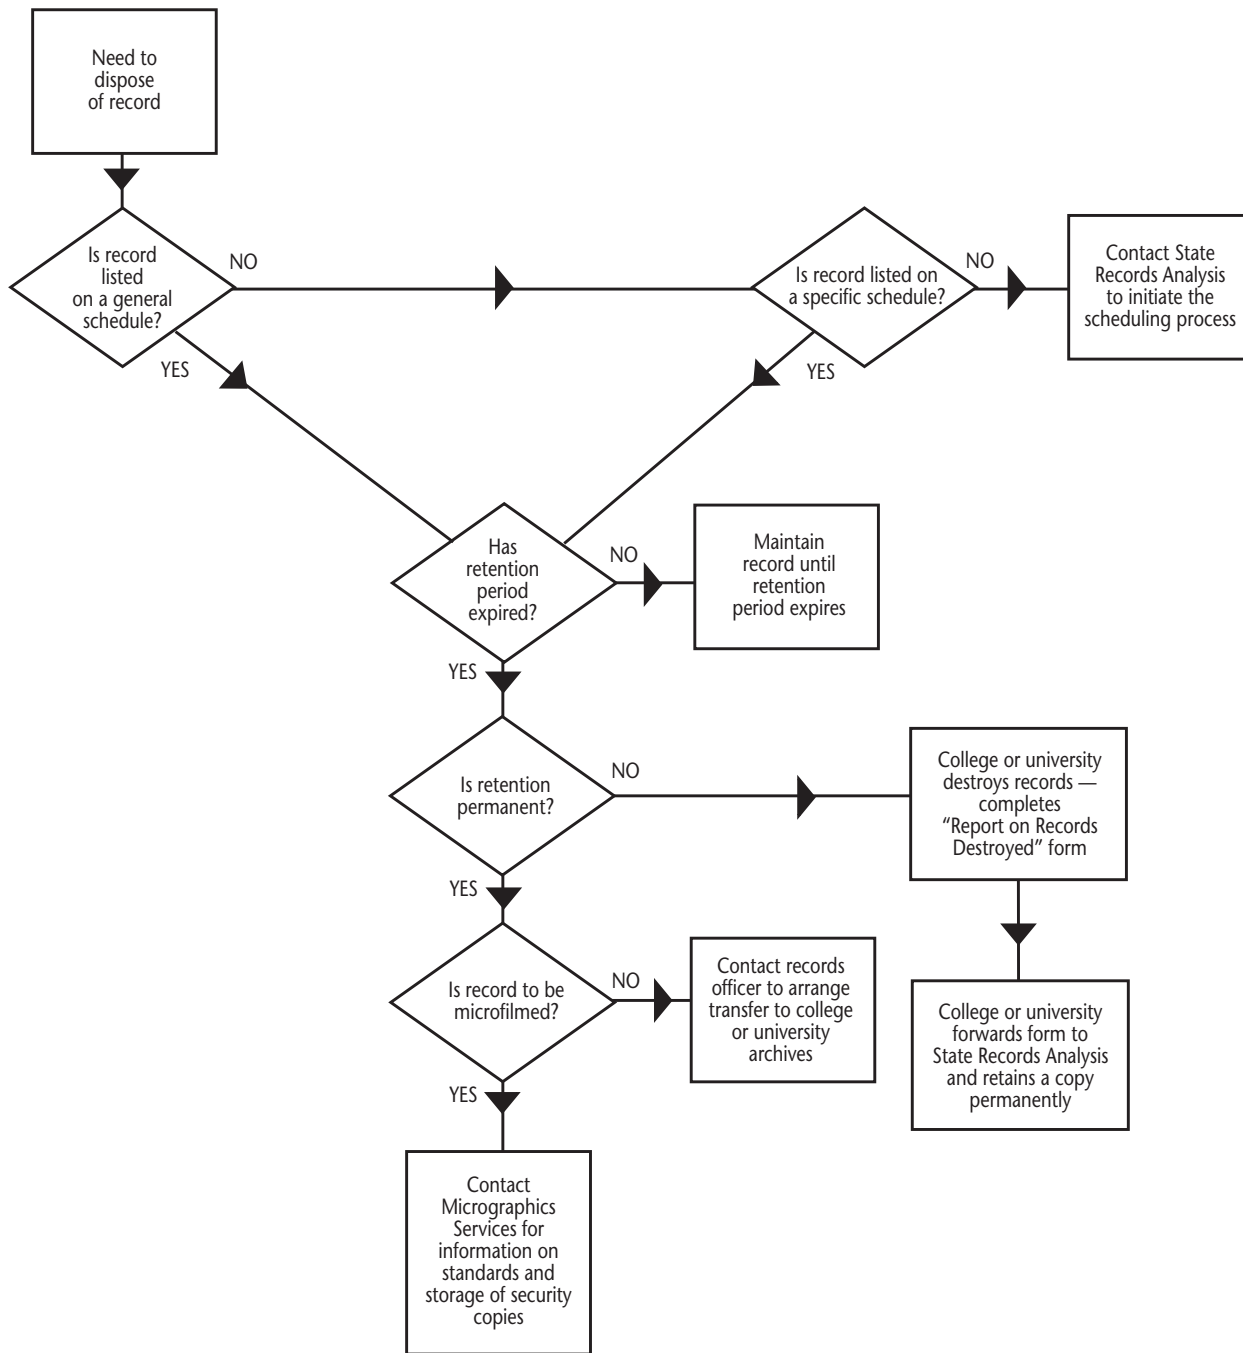 Need to
dispose
of record
Is record
listed
on a general
schedule?
NO
YES
Is record listed on
a specific schedule?
NO
YES
Contact State
Records Analysis
to initiate the
scheduling process
Has
retention
period
expired?
NO
YES
Maintain
record until
retention
period expires
Is retention
permanent?
NO
YES
College or university
destroys records —
completes
“Report on Records
Destroyed” form
Is record to be
microfilmed?
NO
YES
Contact records
officer to arrange
transfer to college
or university
archives
College or university
forwards form to
State Records Analysis
and retains a copy
permanently
Contact
Micrographics
Services for
information on
standards and
storage of security
copies